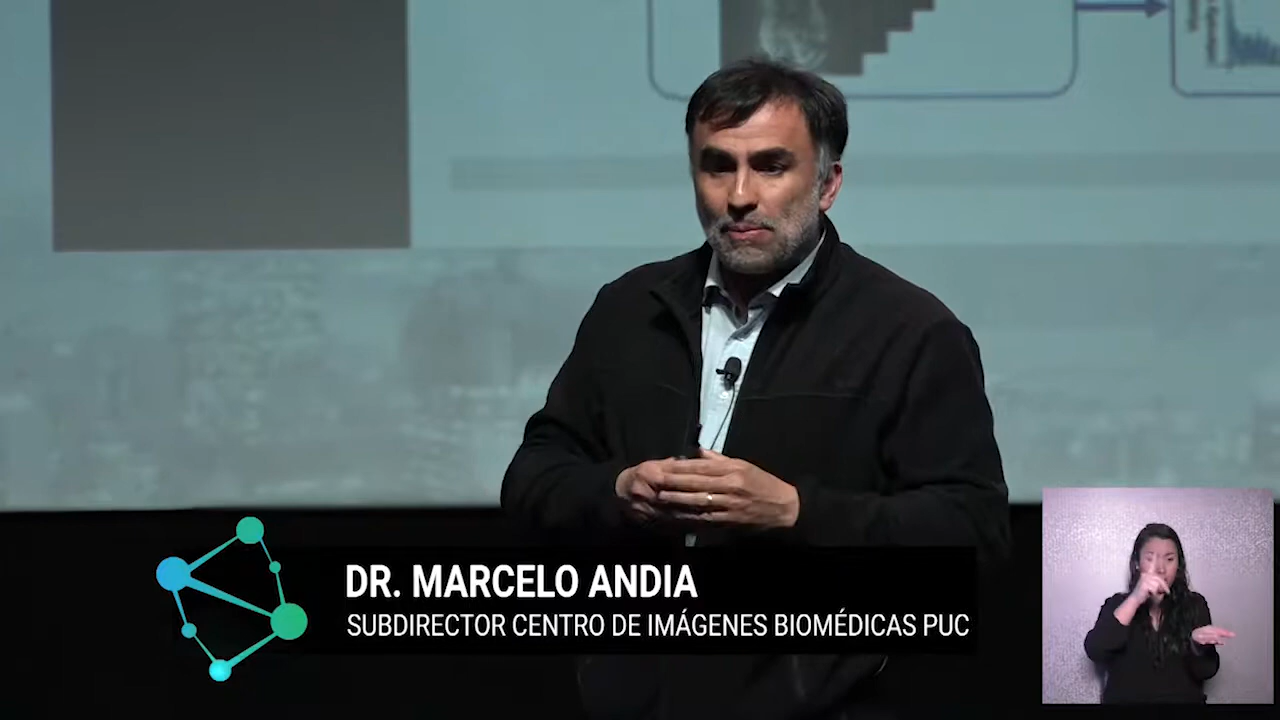 DR. MARCELO ANDIA
SUBDIRECTOR CENTRO DE IMÁGENES BIOMÉDICAS PUC